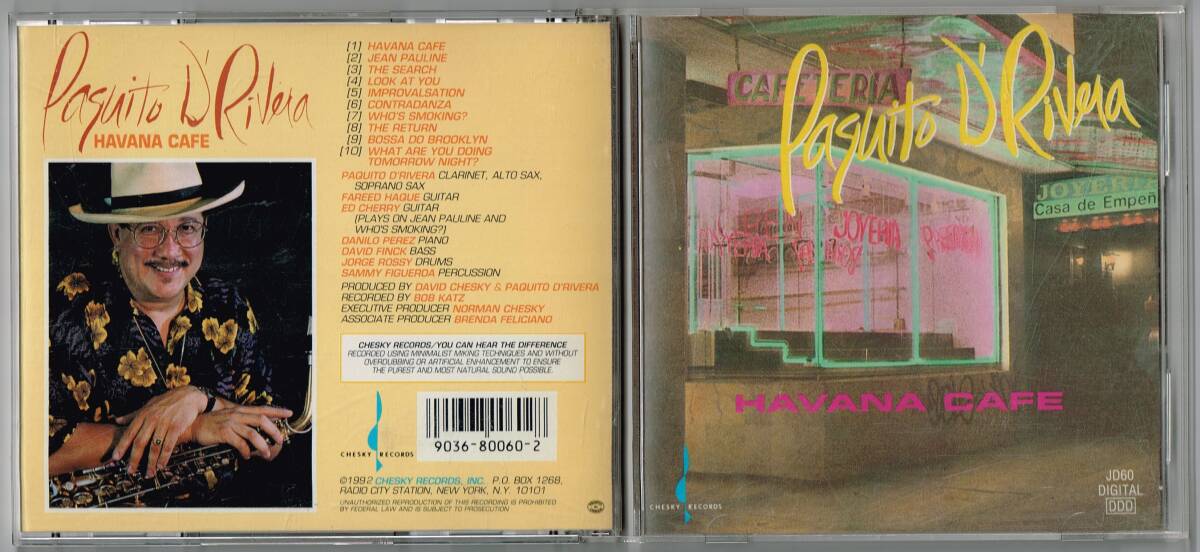 Paquito D'Rivera
HAVANA CAFE
[1] HAVANA CAFE
[2] JEAN PAULINE
[3] THE SEARCH
[4] LOOK AT YOU
[5] IMPROVALSATION
[6] CONTRADANZA
[7] WHO'S SMOKING?
[8] THE RETURN
[9] BOSSA DO BROOKLYN
[10] WHAT ARE YOU DOING
TOMORROW NIGHT?
PAQUITO D'RIVERA CLARINET, ALTO SAX,
SOPRANO SAX
FAREED HAQUE GUITAR
ED CHERRY GUITAR
[PLAYS ON JEAN PAULINE AND
WHO'S SMOKING?]
DANILO PEREZ PIANO
DAVID FINCK BASS
JORGE ROSSY DRUMS
SAMMY FIGUEROA PERCUSSION
PRODUCED BY DAVID CHESKY & PAQUITO D'RIVERA
RECORDED BY BOB KATZ
EXECUTIVE PRODUCER NORMAN CHESKY
ASSOCIATE PRODUCER BRENDA FELICIANO
CHESKY RECORDS/YOU CAN HEAR THE DIFFERENCE
RECORDED USING MINIMALIST MIKING TECHNIQUES AND WITHOUT
OVERDUBBING OR ARTIFICIAL ENHANCEMENT TO ENSURE
THE PUREST AND MOST NATURAL SOUND POSSIBLE.
CHESKY RECORDS
9036-80060-2
©1992 CHESKY RECORDS, INC. P.O. BOX 1268,
RADIO CITY STATION, NEW YORK, N.Y. 10101
UNAUTHORIZED REPRODUCTION OF THIS RECORDING IS PROHIBITED
BY FEDERAL LAW AND IS SUBJECT TO PROSECUTION
CAFETERIA
Paquito D'Rivera
JOYERIA
Casa de Empeñ
JOYERIA
HAVANA CAFE
CHESKY RECORDS
JD60
DIGITAL
DDD